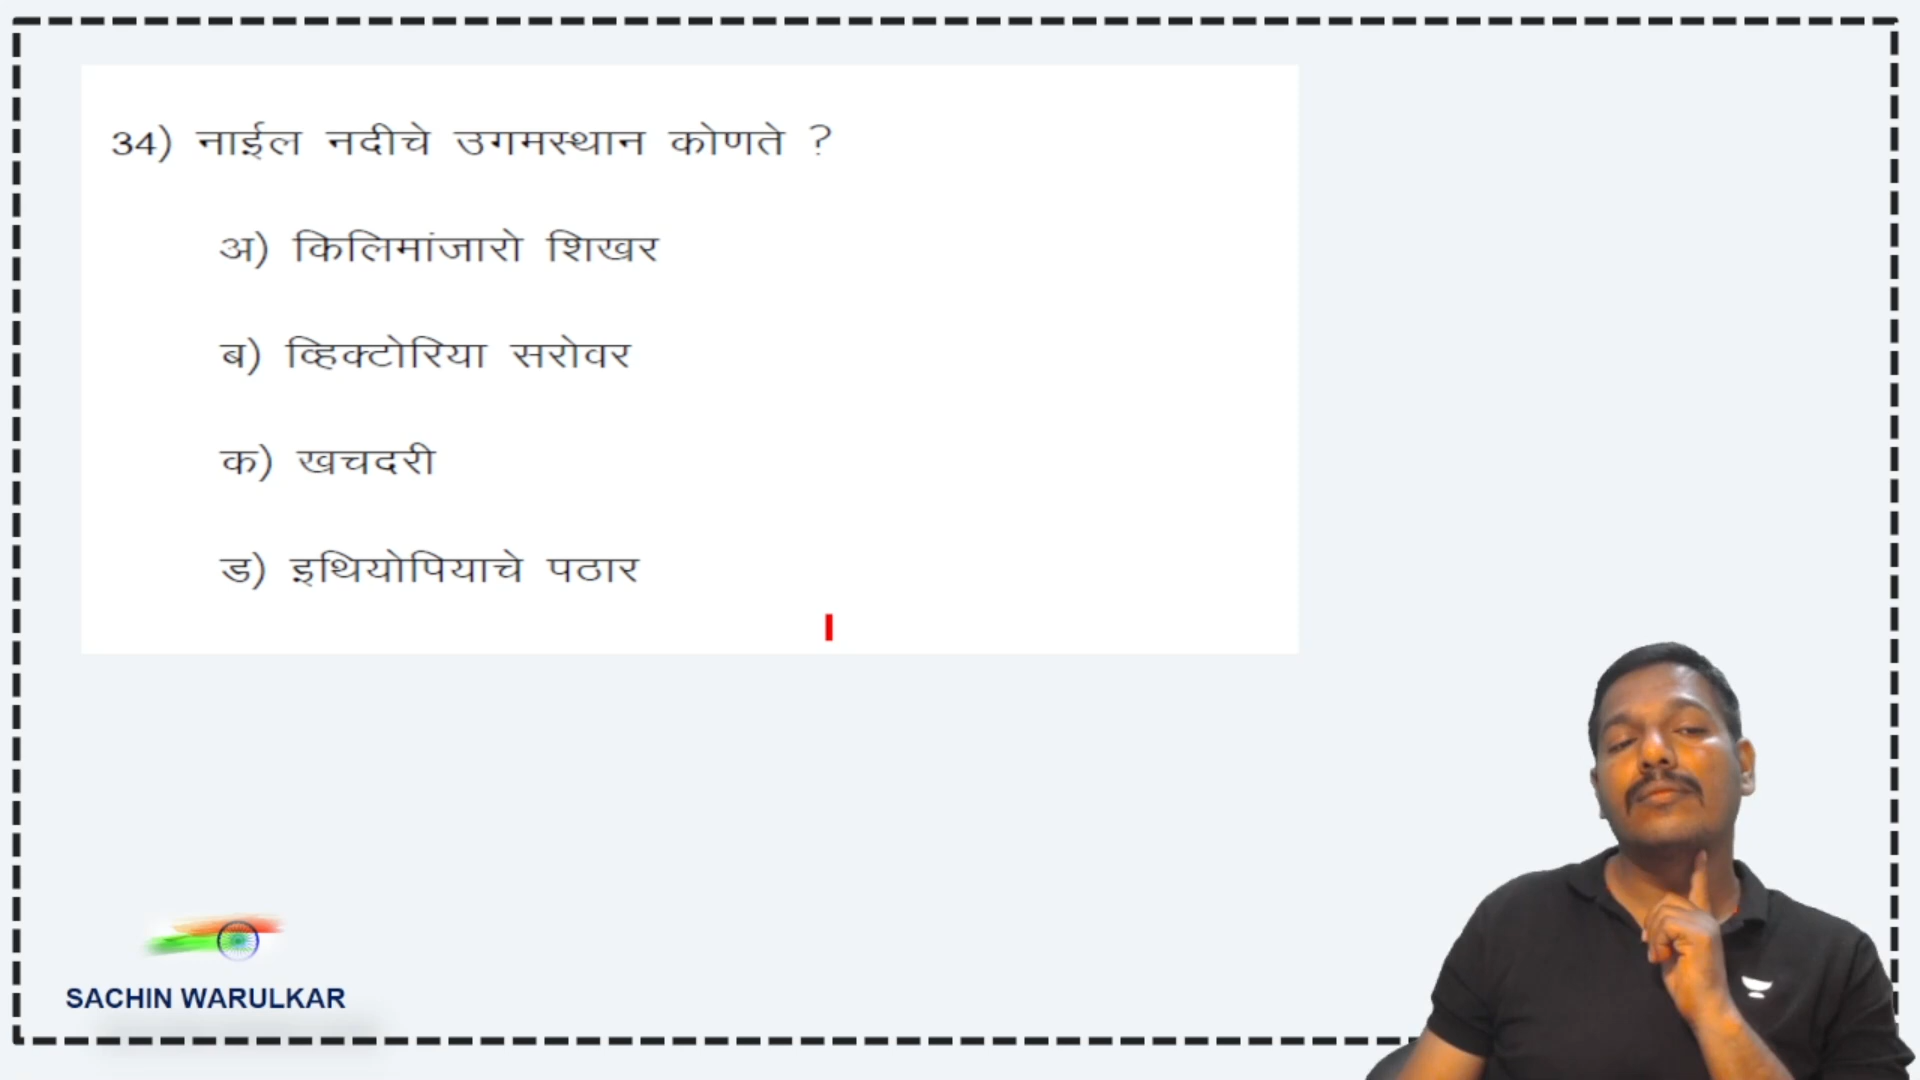 34) नाईल नदीचे उगमस्थान कोणते ?
अ) किलिमांजारो शिखर
ब) व्हिक्टोरिया सरोवर
क) खचदरी
ड) इथियोपियाचे पठार
SACHIN WARULKAR